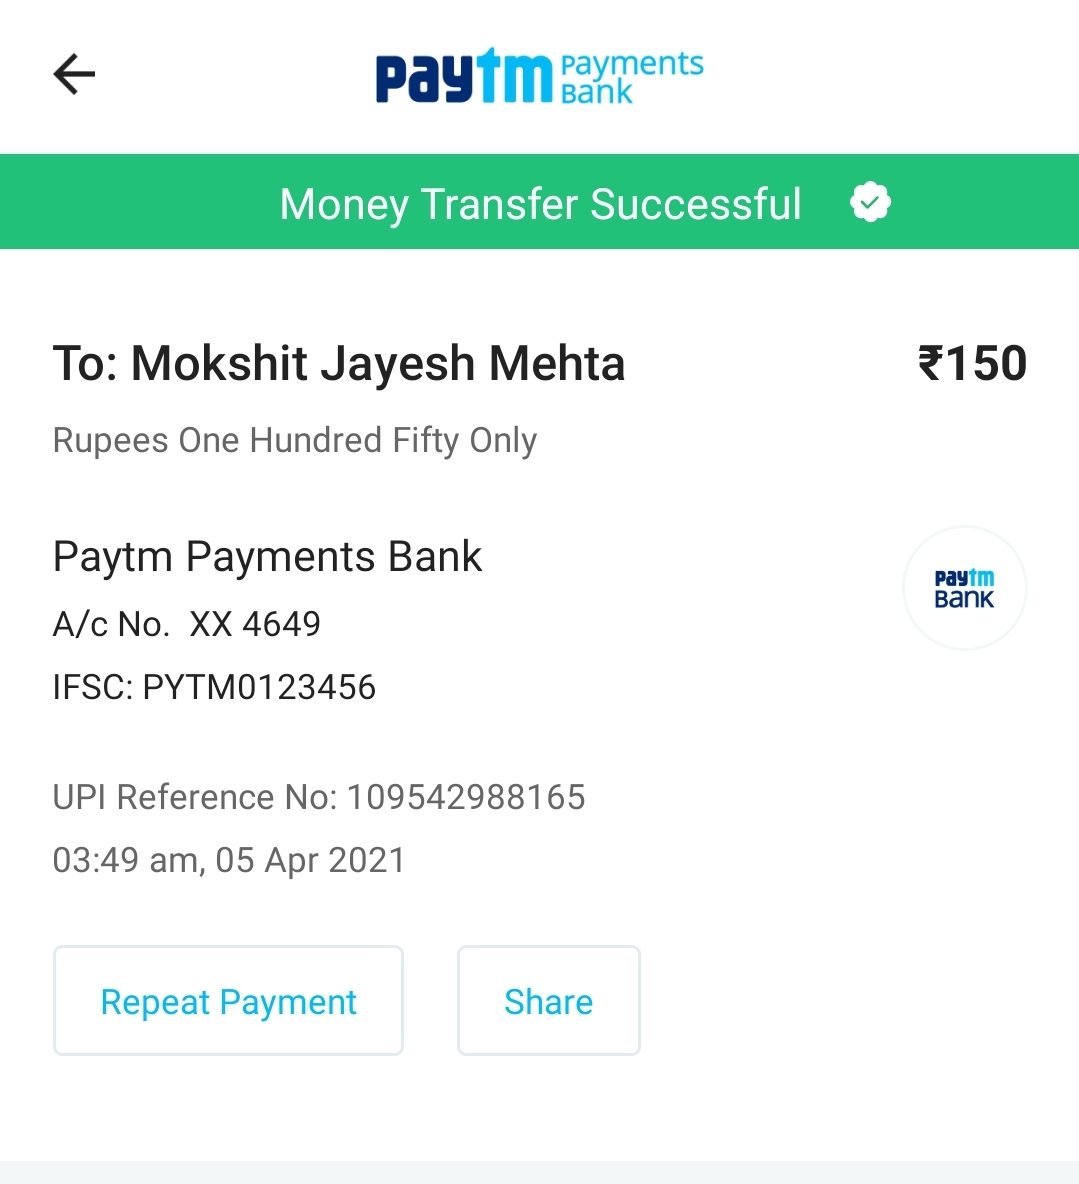 paytm Payments Bank
Money Transfer Successful
To: Mokshit Jayesh Mehta ₹150
Rupees One Hundred Fifty Only
Paytm Payments Bank
paytm
BANK
A/c No. XX 4649
IFSC: PYTM0123456
UPI Reference No: 109542988165
03:49 am, 05 Apr 2021
Repeat Payment Share